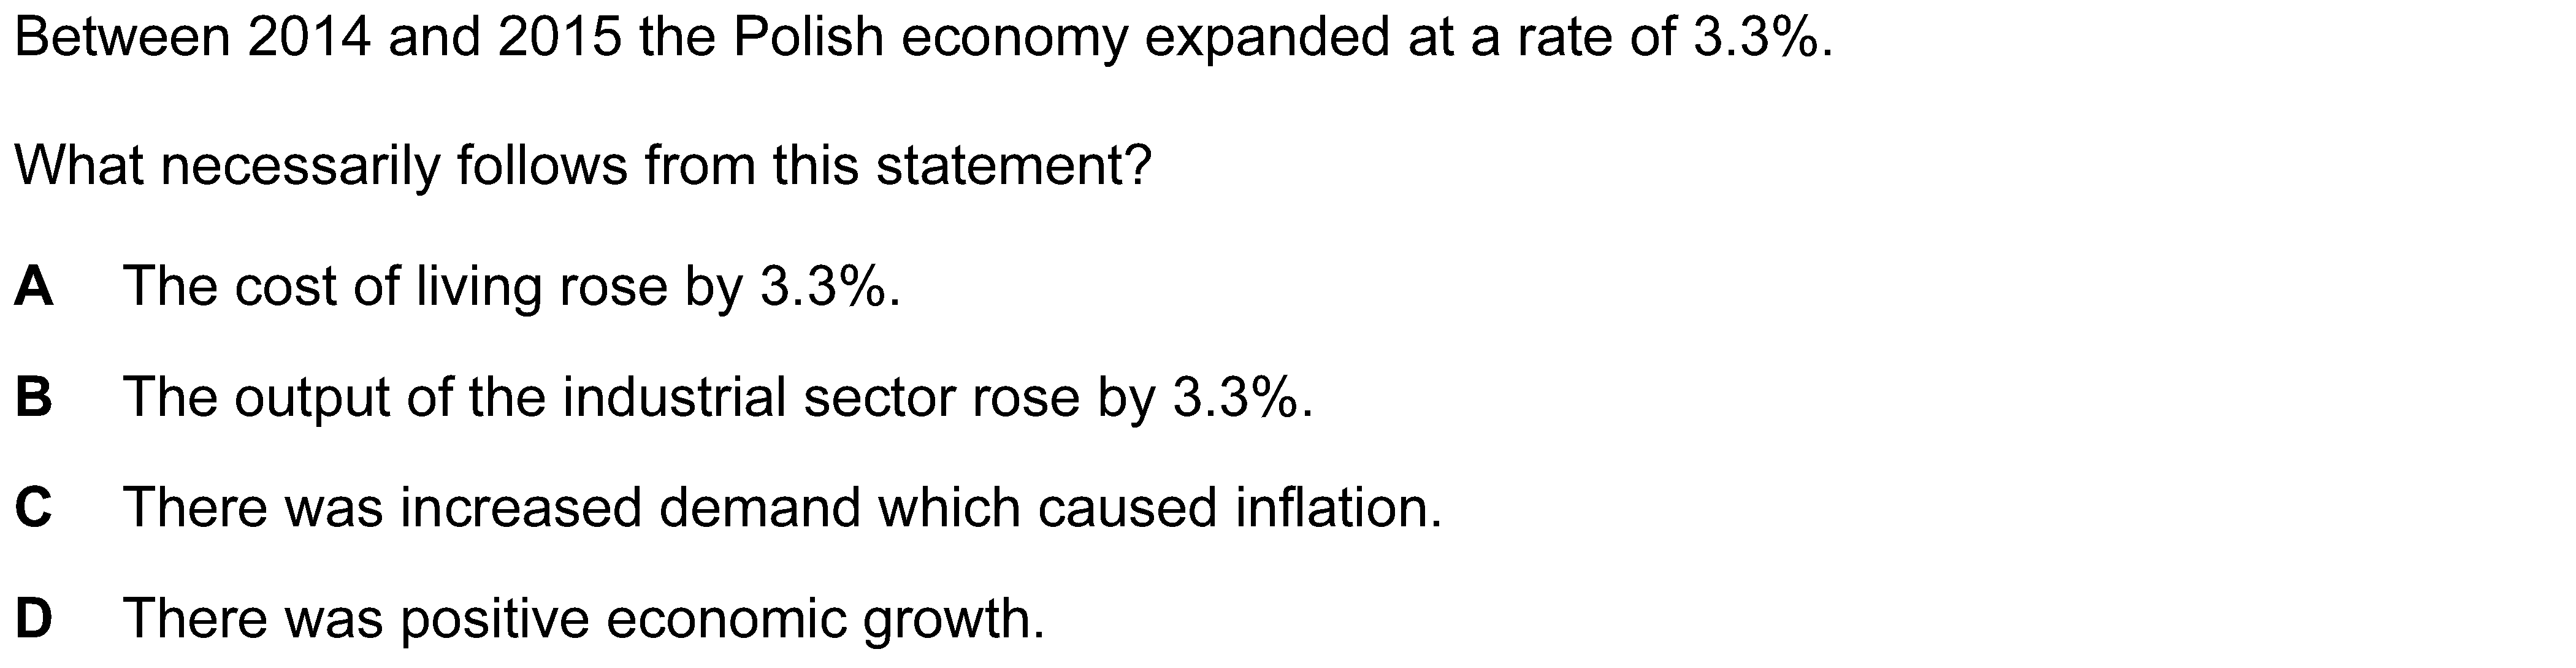 Between 2014 and 2015 the Polish economy expanded at a rate of 3.3%.
What necessarily follows from this statement?
A The cost of living rose by 3.3%.
B The output of the industrial sector rose by 3.3%.
C There was increased demand which caused inflation.
D There was positive economic growth.